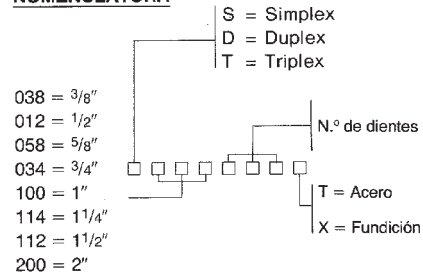 NOMENCLATURA
S = Simplex
D = Duplex
T = Triplex
038 = 3/8"
012 = 1/2"
058 = 5/8"
034 = 3/4"
100 = 1"
114 = 1 1/4"
112 = 1 1/2"
200 = 2"
N.º de dientes
T = Acero
X = Fundición